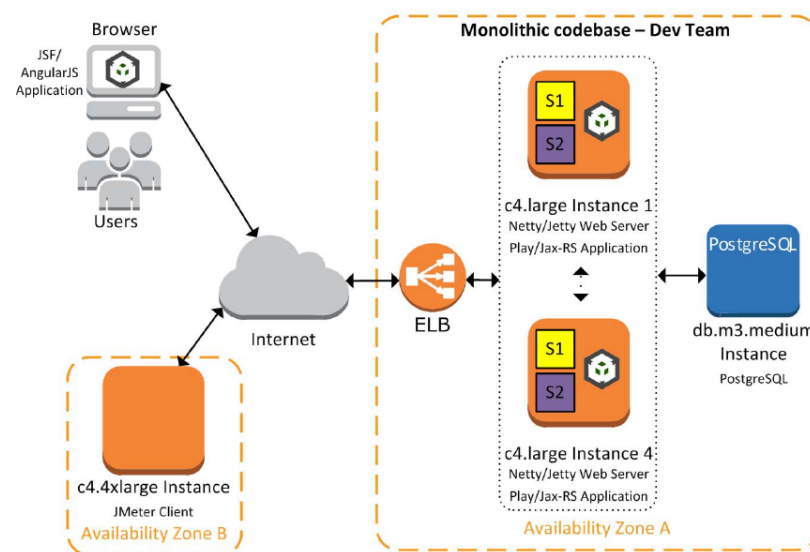 Browser
JSF/
AngularJS
Application
Users
Internet
c4.4xlarge Instance
JMeter Client
Availability Zone B
Monolithic codebase – Dev Team
S1
S2
c4.large Instance 1
Netty/Jetty Web Server
Play/Jax-RS Application
ELB
S1
S2
c4.large Instance 4
Netty/Jetty Web Server
Play/Jax-RS Application
PostgreSQL
db.m3.medium
Instance
PostgreSQL
Availability Zone A